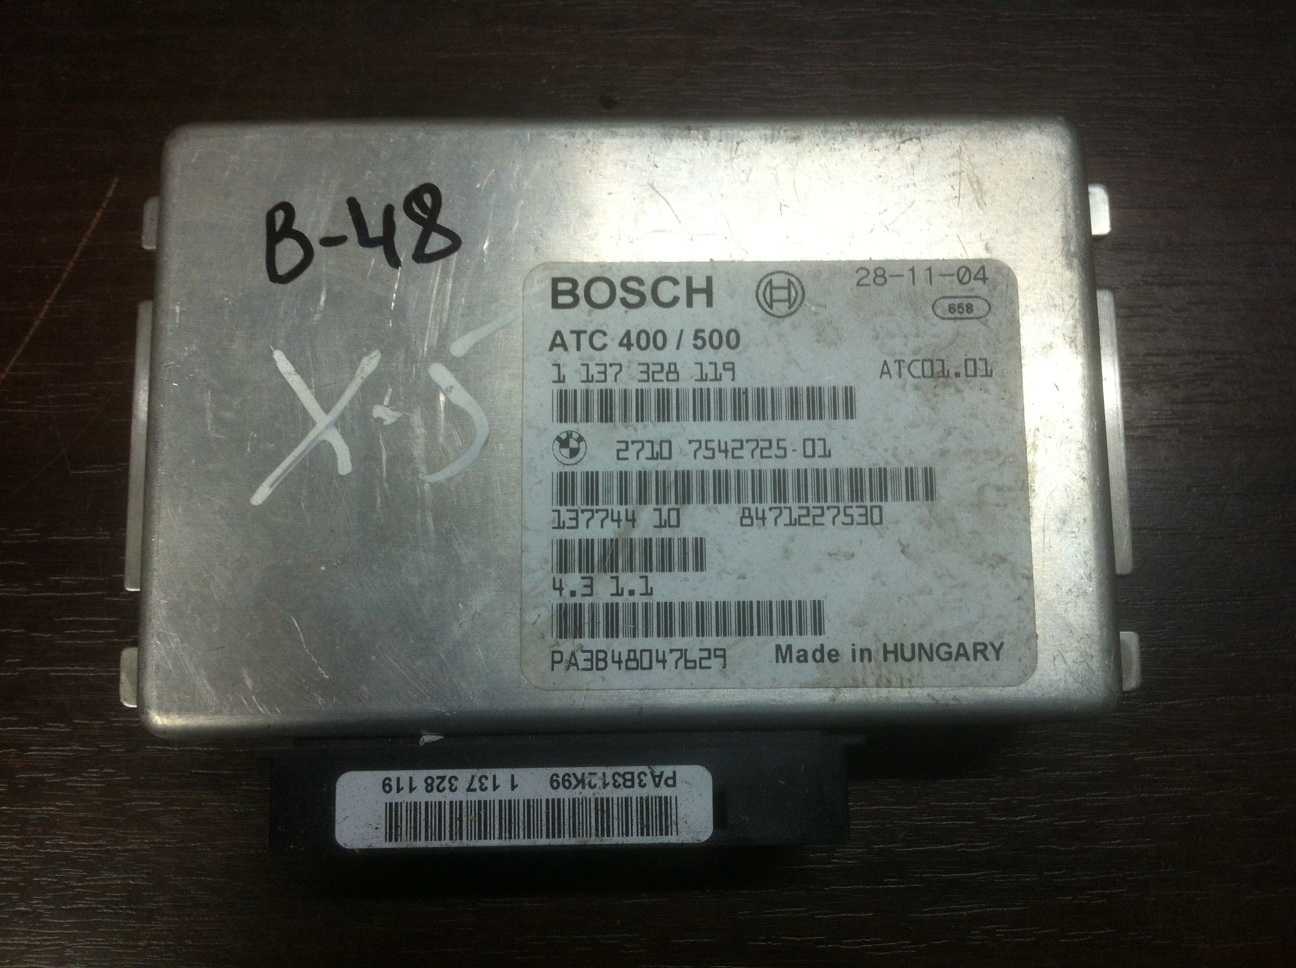 B-48
X-5
BOSCH
28-11-04
658
ATC 400 / 500
1 137 328 119 ATC01.01
2710 7542725-01
137744 10 8471227530
4.3 1.1
PA3B48047629 Made in HUNGARY
PA3B312K99 1 137 328 119